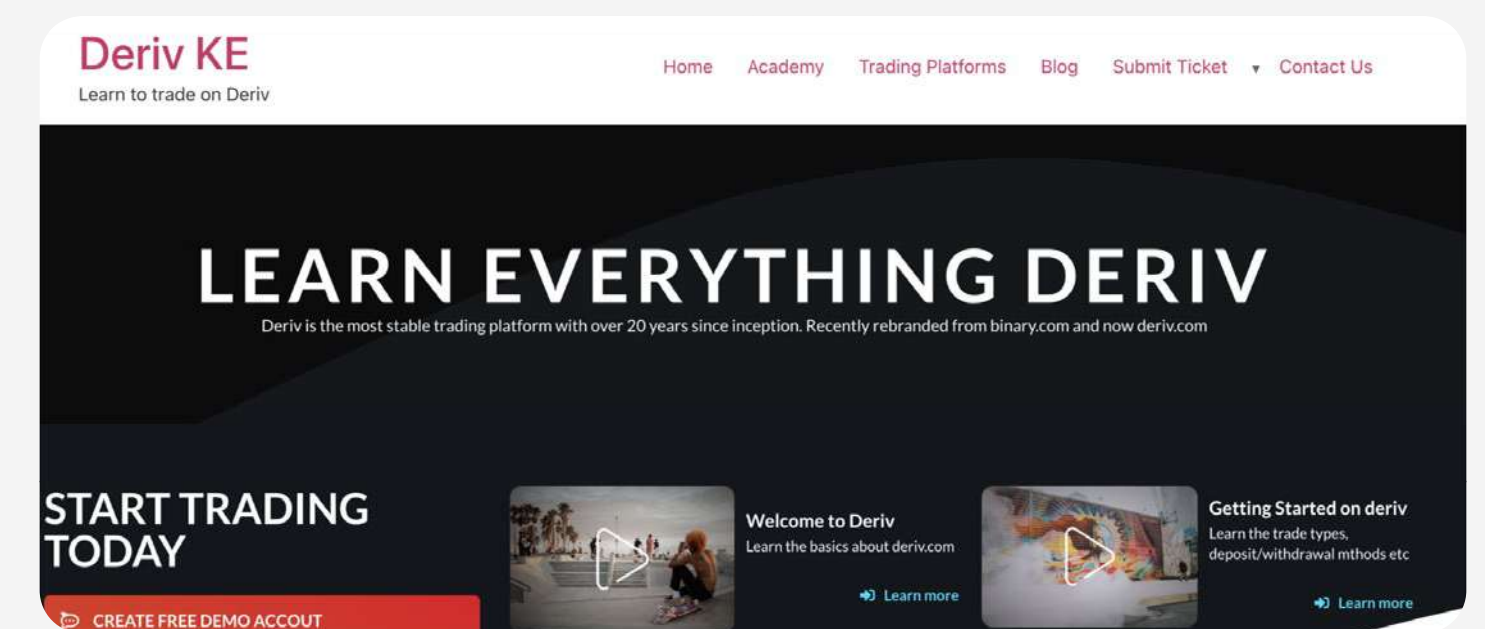 Deriv KE
Learn to trade on Deriv
Home Academy Trading Platforms Blog Submit Ticket ▾ Contact Us
LEARN EVERYTHING DERIV
Deriv is the most stable trading platform with over 20 years since inception. Recently rebranded from binary.com and now deriv.com
START TRADING
TODAY
CREATE FREE DEMO ACCOUT
Welcome to Deriv
Learn the basics about deriv.com
Learn more
Getting Started on deriv
Learn the trade types,
deposit/withdrawal mthods etc
Learn more